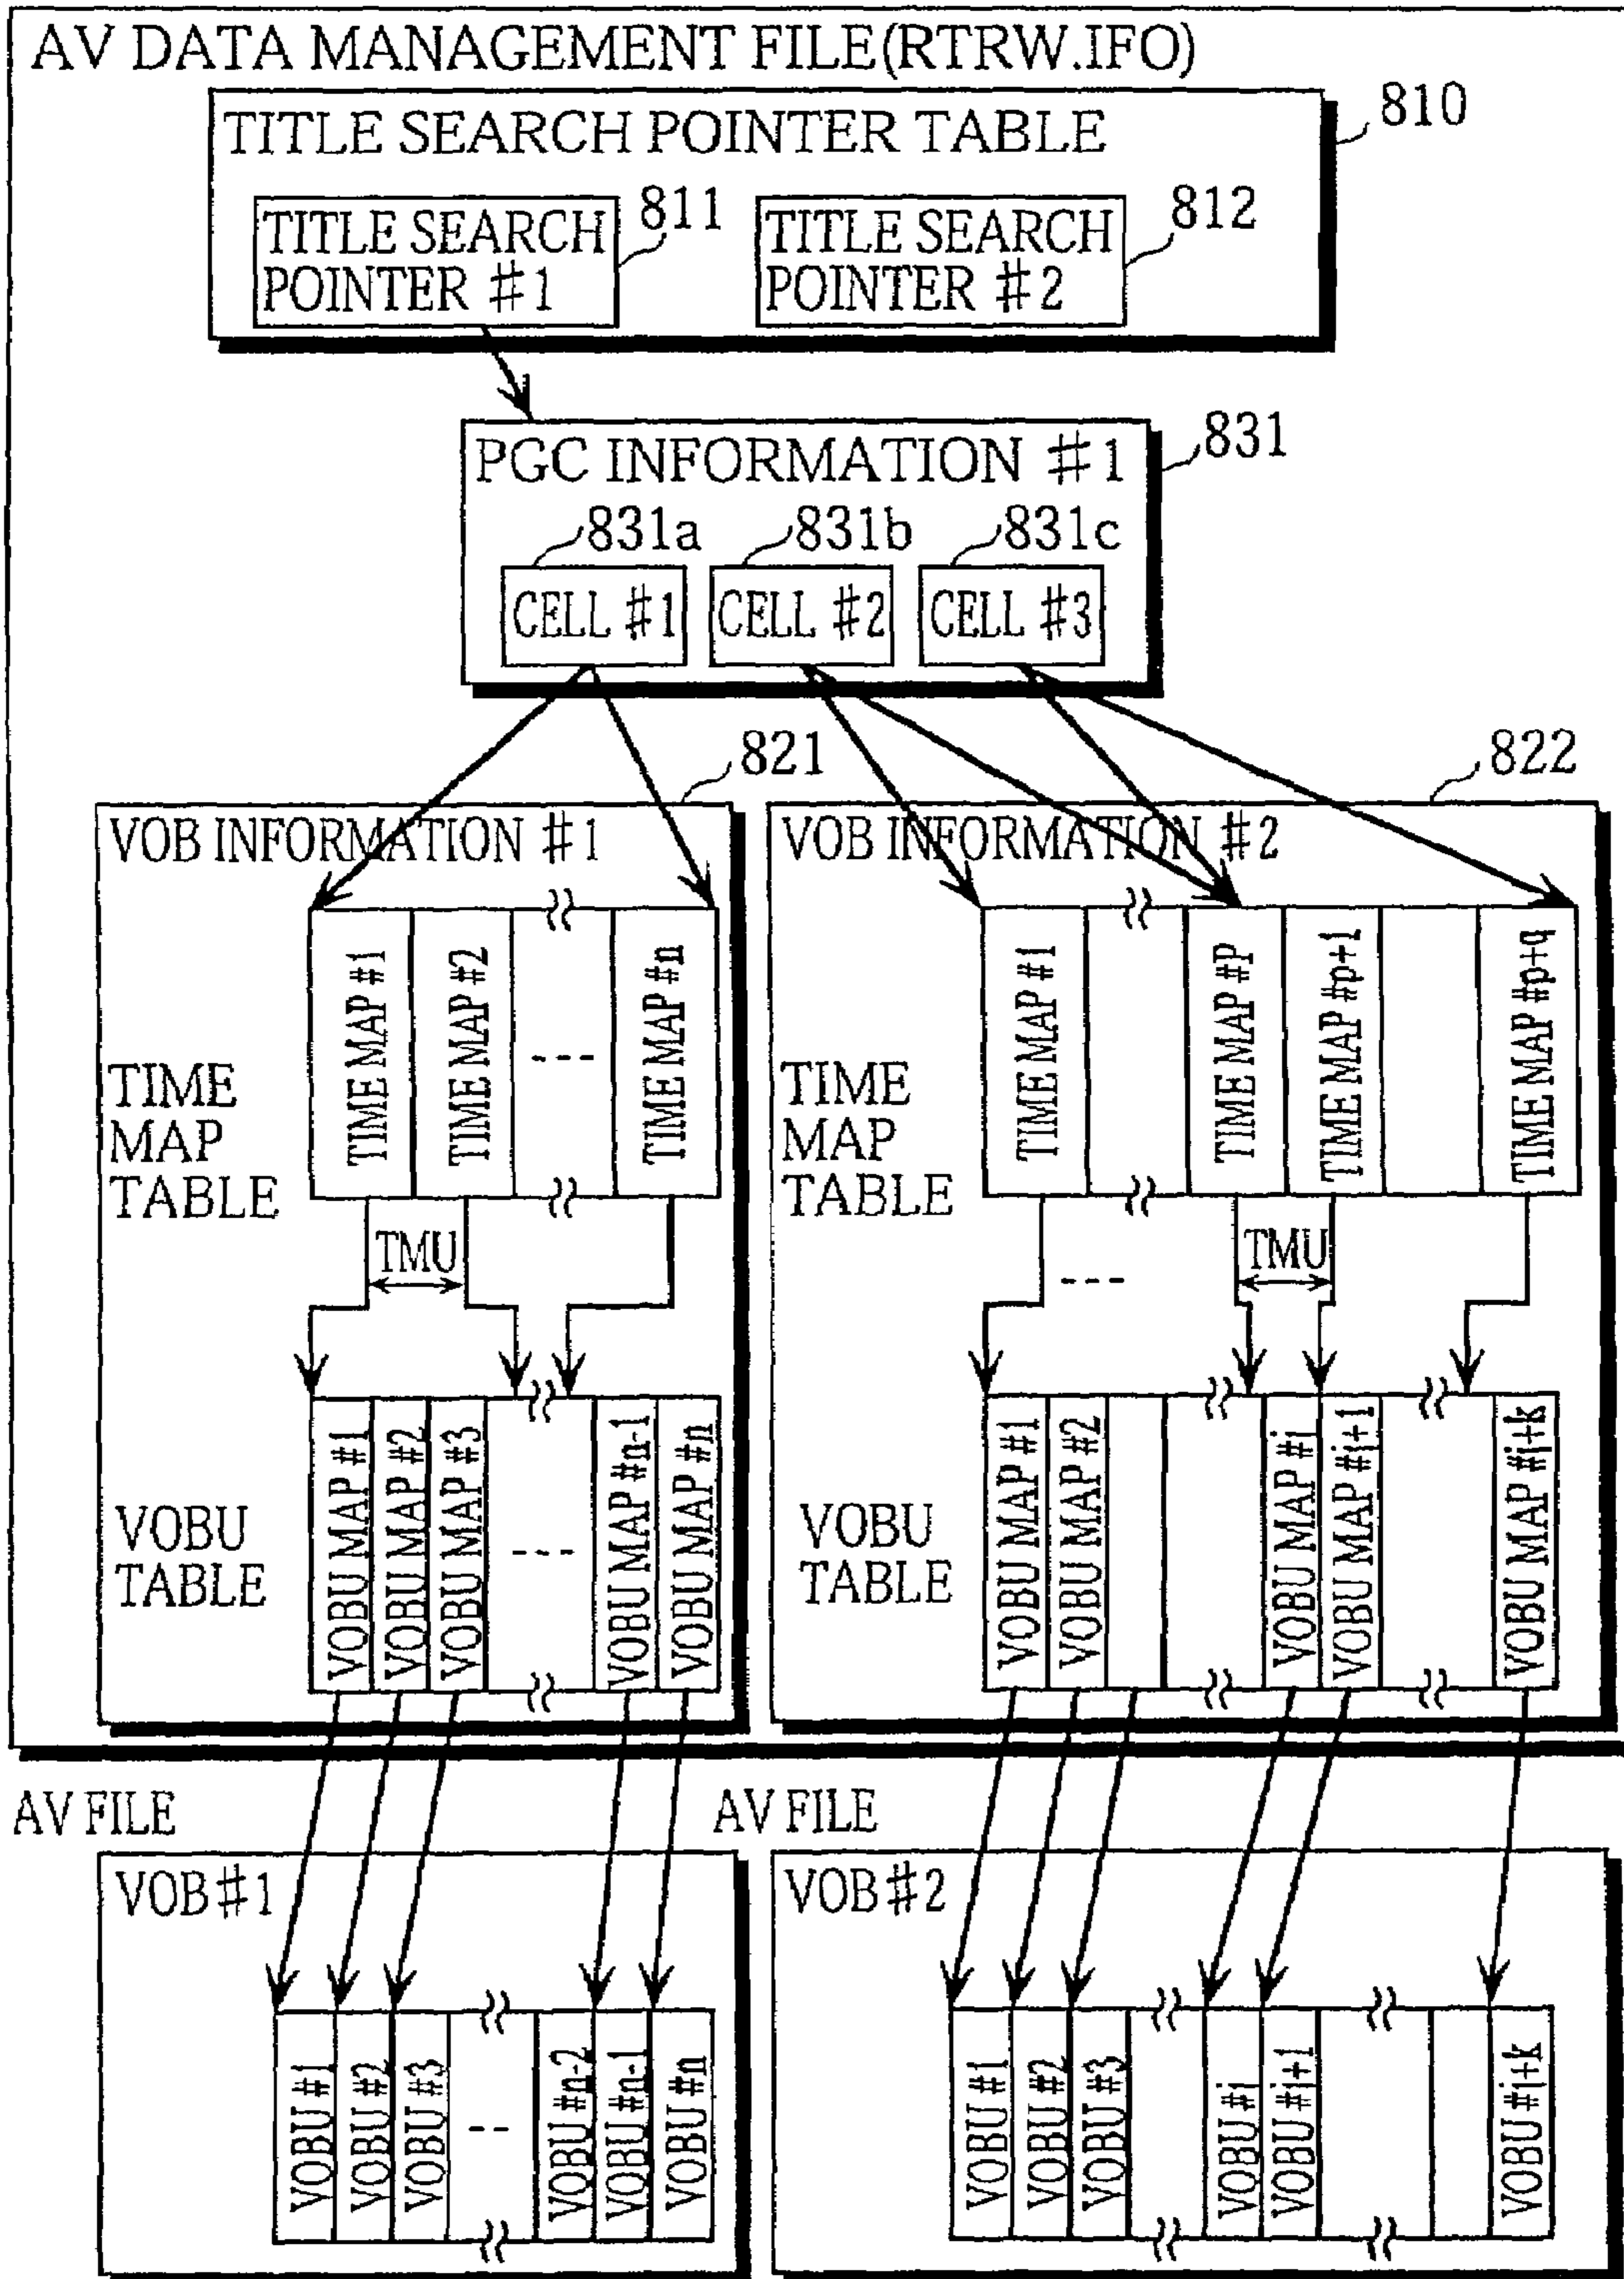 AV DATA MANAGEMENT FILE(RTRW.IFO)
TITLE SEARCH POINTER TABLE
810
TITLE SEARCH
POINTER #1
811
TITLE SEARCH
POINTER #2
812
PGC INFORMATION #1
831
831a
831b
831c
CELL #1
CELL #2
CELL #3
821
822
VOB INFORMATION #1
TIME
MAP
TABLE
TIME MAP #1
TIME MAP #2
---
TIME MAP #n
TMU
VOBU
TABLE
VOBU MAP #1
VOBU MAP #2
VOBU MAP #3
---
VOBU MAP #n-1
VOBU MAP #n
VOB INFORMATION #2
TIME
MAP
TABLE
TIME MAP #1
TIME MAP #P
TIME MAP #p+1
TIME MAP #p+q
---
TMU
VOBU
TABLE
VOBU MAP #1
VOBU MAP #2
VOBU MAP #i
VOBU MAP #i+1
VOBU MAP #i+k
AV FILE
VOB#1
VOBU #1
VOBU #2
VOBU #3
--
VOBU #n-2
VOBU #n-1
VOBU #n
AV FILE
VOB#2
VOBU #1
VOBU #2
VOBU #3
VOBU #i
VOBU #i+1
VOBU #i+k